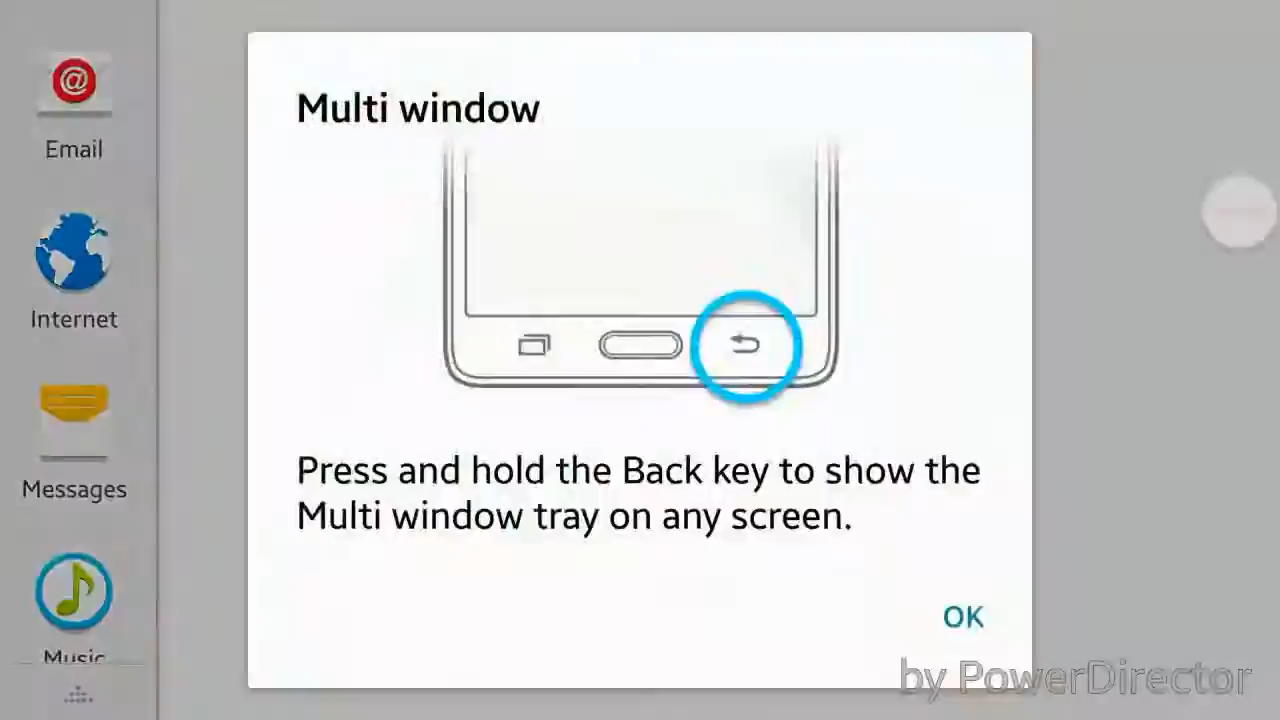 Multi window
Email
Internet
Messages
Music
Press and hold the Back key to show the
Multi window tray on any screen.
OK
by PowerDirector